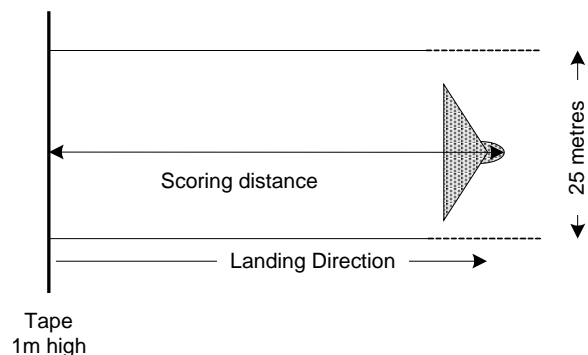 Scoring distance
25 metres
Landing Direction
Tape
1m high